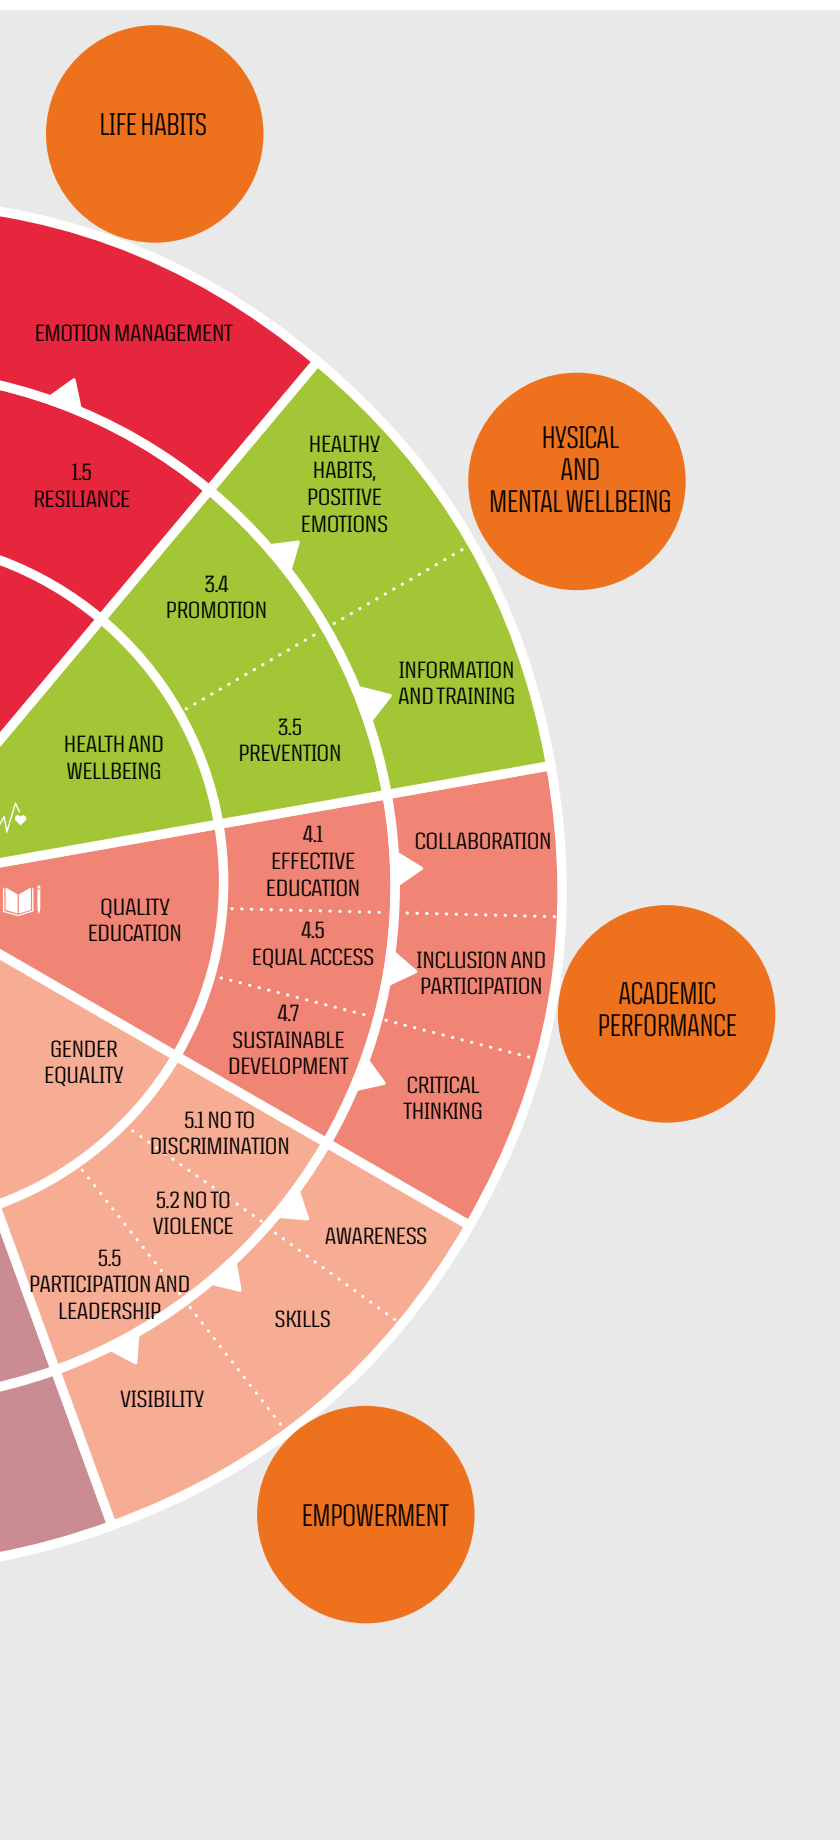 LIFE HABITS
EMOTION MANAGEMENT
1.5
RESILIANCE
HEALTHY
HABITS,
POSITIVE
EMOTIONS
HYSICAL
AND
MENTAL WELLBEING
3.4
PROMOTION
INFORMATION
AND TRAINING
3.5
PREVENTION
HEALTH AND
WELLBEING
4.1
EFFECTIVE
EDUCATION
COLLABORATION
QUALITY
EDUCATION
4.5
EQUAL ACCESS
INCLUSION AND
PARTICIPATION
ACADEMIC
PERFORMANCE
4.7
SUSTAINABLE
DEVELOPMENT
CRITICAL
THINKING
GENDER
EQUALITY
5.1 NO TO
DISCRIMINATION
5.2 NO TO
VIOLENCE
AWARENESS
5.5
PARTICIPATION AND
LEADERSHIP
SKILLS
VISIBILITY
EMPOWERMENT